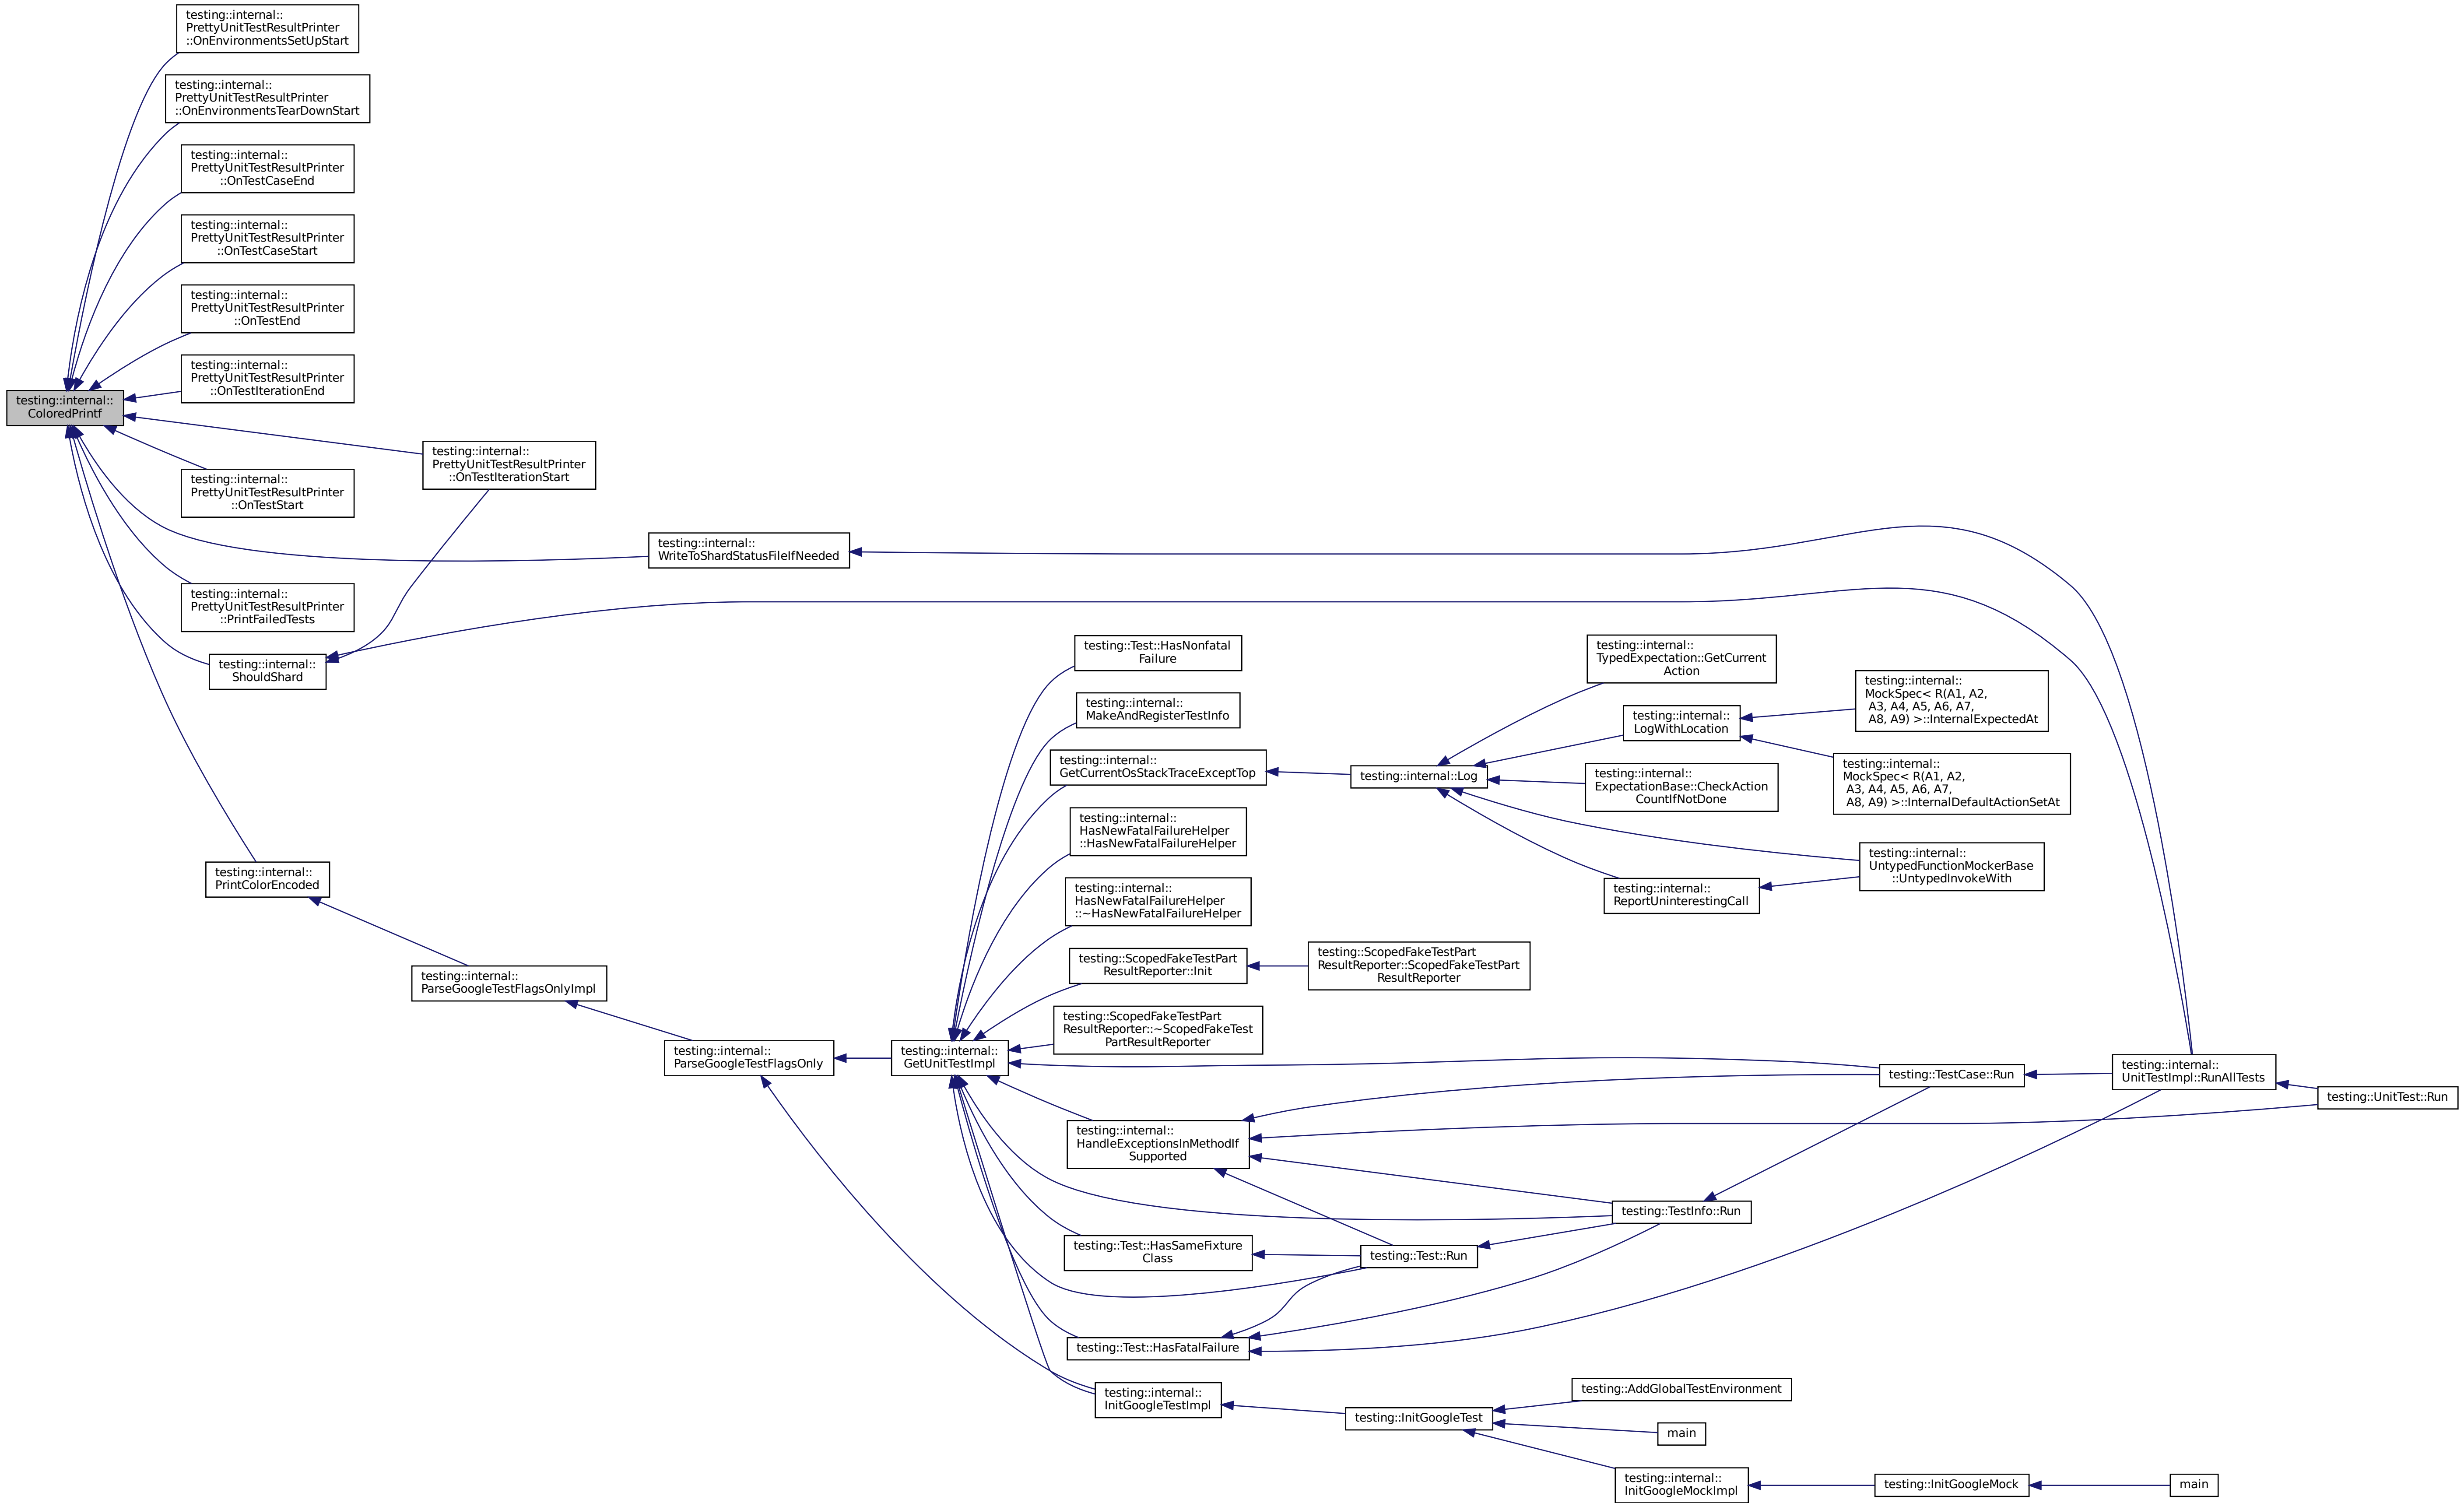 testing::internal::
PrettyUnitTestResultPrinter
::OnEnvironmentsSetUpStart
testing::internal::
PrettyUnitTestResultPrinter
::OnEnvironmentsTearDownStart
testing::internal::
PrettyUnitTestResultPrinter
::OnTestCaseEnd
testing::internal::
PrettyUnitTestResultPrinter
::OnTestCaseStart
testing::internal::
PrettyUnitTestResultPrinter
::OnTestEnd
testing::internal::
PrettyUnitTestResultPrinter
::OnTestIterationEnd
testing::internal::
ColoredPrintf
testing::internal::
PrettyUnitTestResultPrinter
::OnTestIterationStart
testing::internal::
PrettyUnitTestResultPrinter
::OnTestStart
testing::internal::
WriteToShardStatusFileIfNeeded
testing::internal::
PrettyUnitTestResultPrinter
::PrintFailedTests
testing::internal::
ShouldShard
testing::internal::
PrintColorEncoded
testing::internal::
ParseGoogleTestFlagsOnlyImpl
testing::internal::
ParseGoogleTestFlagsOnly
testing::internal::
GetUnitTestImpl
testing::Test::HasNonfatal
Failure
testing::internal::
MakeAndRegisterTestInfo
testing::internal::
GetCurrentOsStackTraceExceptTop
testing::internal::
HasNewFatalFailureHelper
::HasNewFatalFailureHelper
testing::internal::
HasNewFatalFailureHelper
::~HasNewFatalFailureHelper
testing::ScopedFakeTestPart
ResultReporter::Init
testing::ScopedFakeTestPart
ResultReporter::~ScopedFakeTest
PartResultReporter
testing::internal::
HandleExceptionsInMethodIf
Supported
testing::Test::HasSameFixture
Class
testing::Test::HasFatalFailure
testing::internal::
InitGoogleTestImpl
testing::internal::Log
testing::ScopedFakeTestPart
ResultReporter::ScopedFakeTestPart
ResultReporter
testing::Test::Run
testing::InitGoogleTest
testing::internal::
TypedExpectation::GetCurrent
Action
testing::internal::
LogWithLocation
testing::internal::
ExpectationBase::CheckAction
CountIfNotDone
testing::internal::
ReportUninterestingCall
testing::TestInfo::Run
testing::AddGlobalTestEnvironment
main
testing::internal::
InitGoogleMockImpl
testing::internal::
MockSpec< R(A1, A2,
A3, A4, A5, A6, A7,
A8, A9) >::InternalExpectedAt
testing::internal::
MockSpec< R(A1, A2,
A3, A4, A5, A6, A7,
A8, A9) >::InternalDefaultActionSetAt
testing::internal::
UntypedFunctionMockerBase
::UntypedInvokeWith
testing::TestCase::Run
testing::InitGoogleMock
testing::internal::
UnitTestImpl::RunAllTests
main
testing::UnitTest::Run